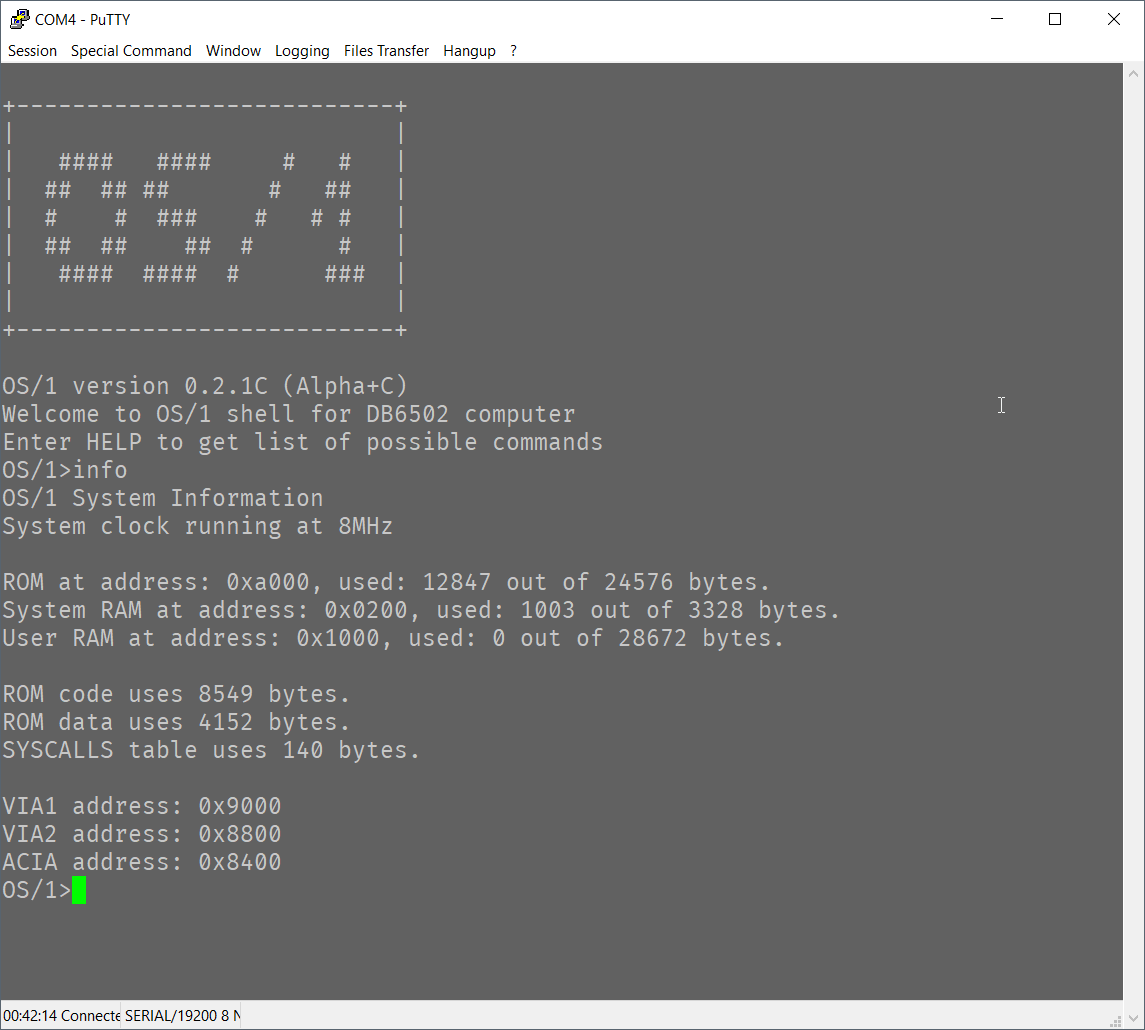 COM4 - PuTTY
Session Special Command Window Logging Files Transfer Hangup ?
+---------------------------+
|                           |
|   ####   ####     #   #   |
|  ##  ## ##       #   ##   |
|  #    #  ###    #   # #   |
|  ##  ##    ##  #      #   |
|   ####  ####  #      ###  |
|                           |
+---------------------------+
OS/1 version 0.2.1C (Alpha+C)
Welcome to OS/1 shell for DB6502 computer
Enter HELP to get list of possible commands
OS/1>info
OS/1 System Information
System clock running at 8MHz
ROM at address: 0xa000, used: 12847 out of 24576 bytes.
System RAM at address: 0x0200, used: 1003 out of 3328 bytes.
User RAM at address: 0x1000, used: 0 out of 28672 bytes.
ROM code uses 8549 bytes.
ROM data uses 4152 bytes.
SYSCALLS table uses 140 bytes.
VIA1 address: 0x9000
VIA2 address: 0x8800
ACIA address: 0x8400
OS/1>
00:42:14 Connecte SERIAL/19200 8 N